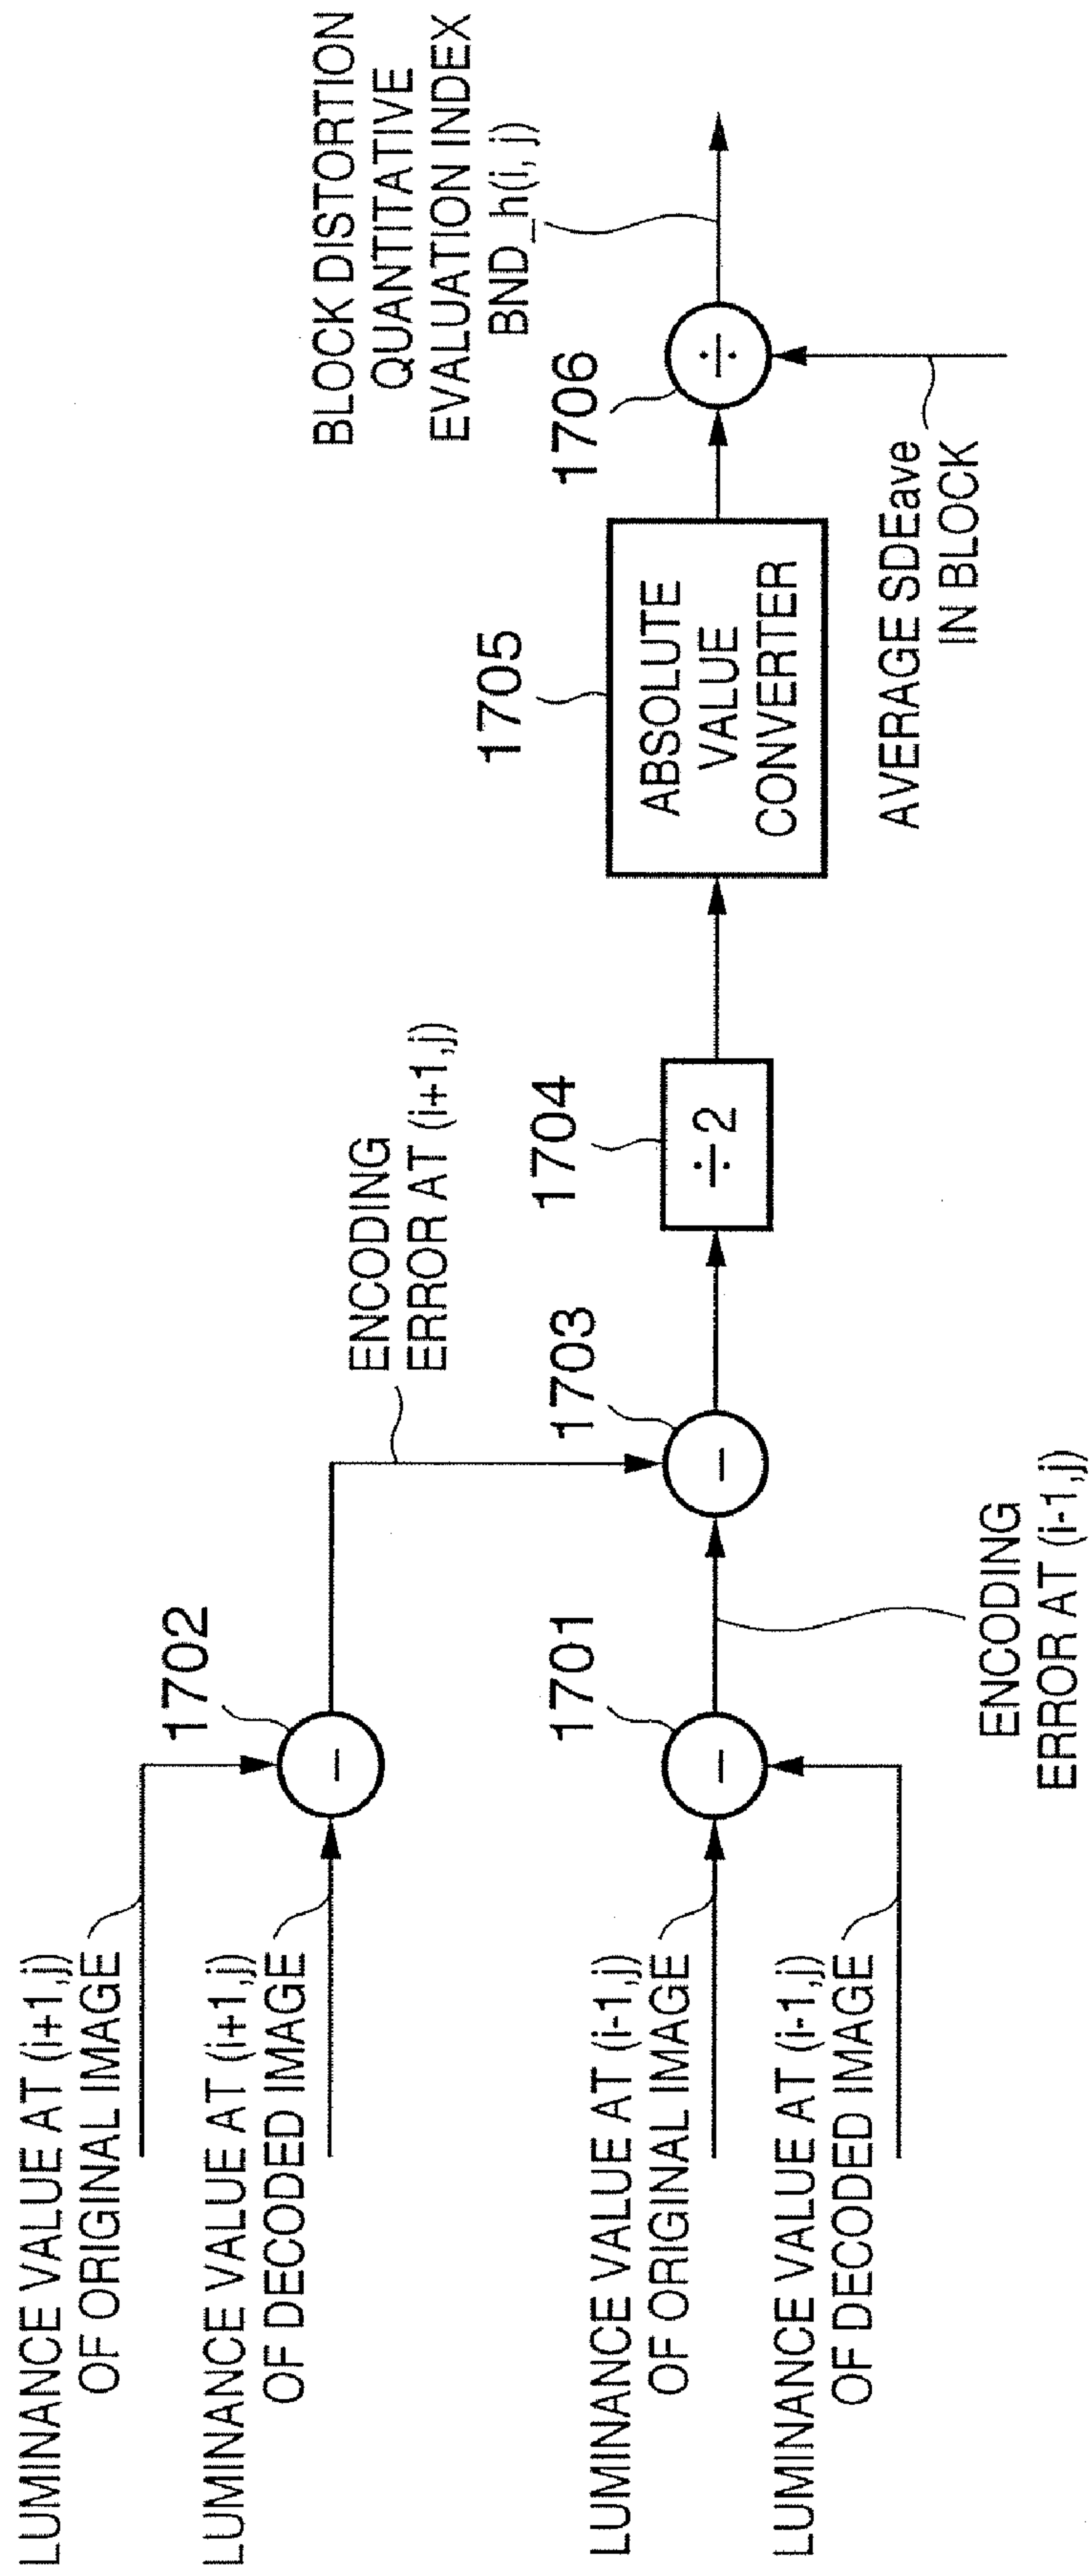 LUMINANCE VALUE AT (i+1,j)
OF ORIGINAL IMAGE
LUMINANCE VALUE AT (i+1,j)
OF DECODED IMAGE
1702
−
LUMINANCE VALUE AT (i-1,j)
OF ORIGINAL IMAGE
LUMINANCE VALUE AT (i-1,j)
OF DECODED IMAGE
1701
−
ENCODING
ERROR AT (i-1,j)
ENCODING
ERROR AT (i+1,j)
1703
−
1704
÷2
1705
ABSOLUTE
VALUE
CONVERTER
1706
÷
AVERAGE SDEave
IN BLOCK
BLOCK DISTORTION
QUANTITATIVE
EVALUATION INDEX
BND_h(i, j)